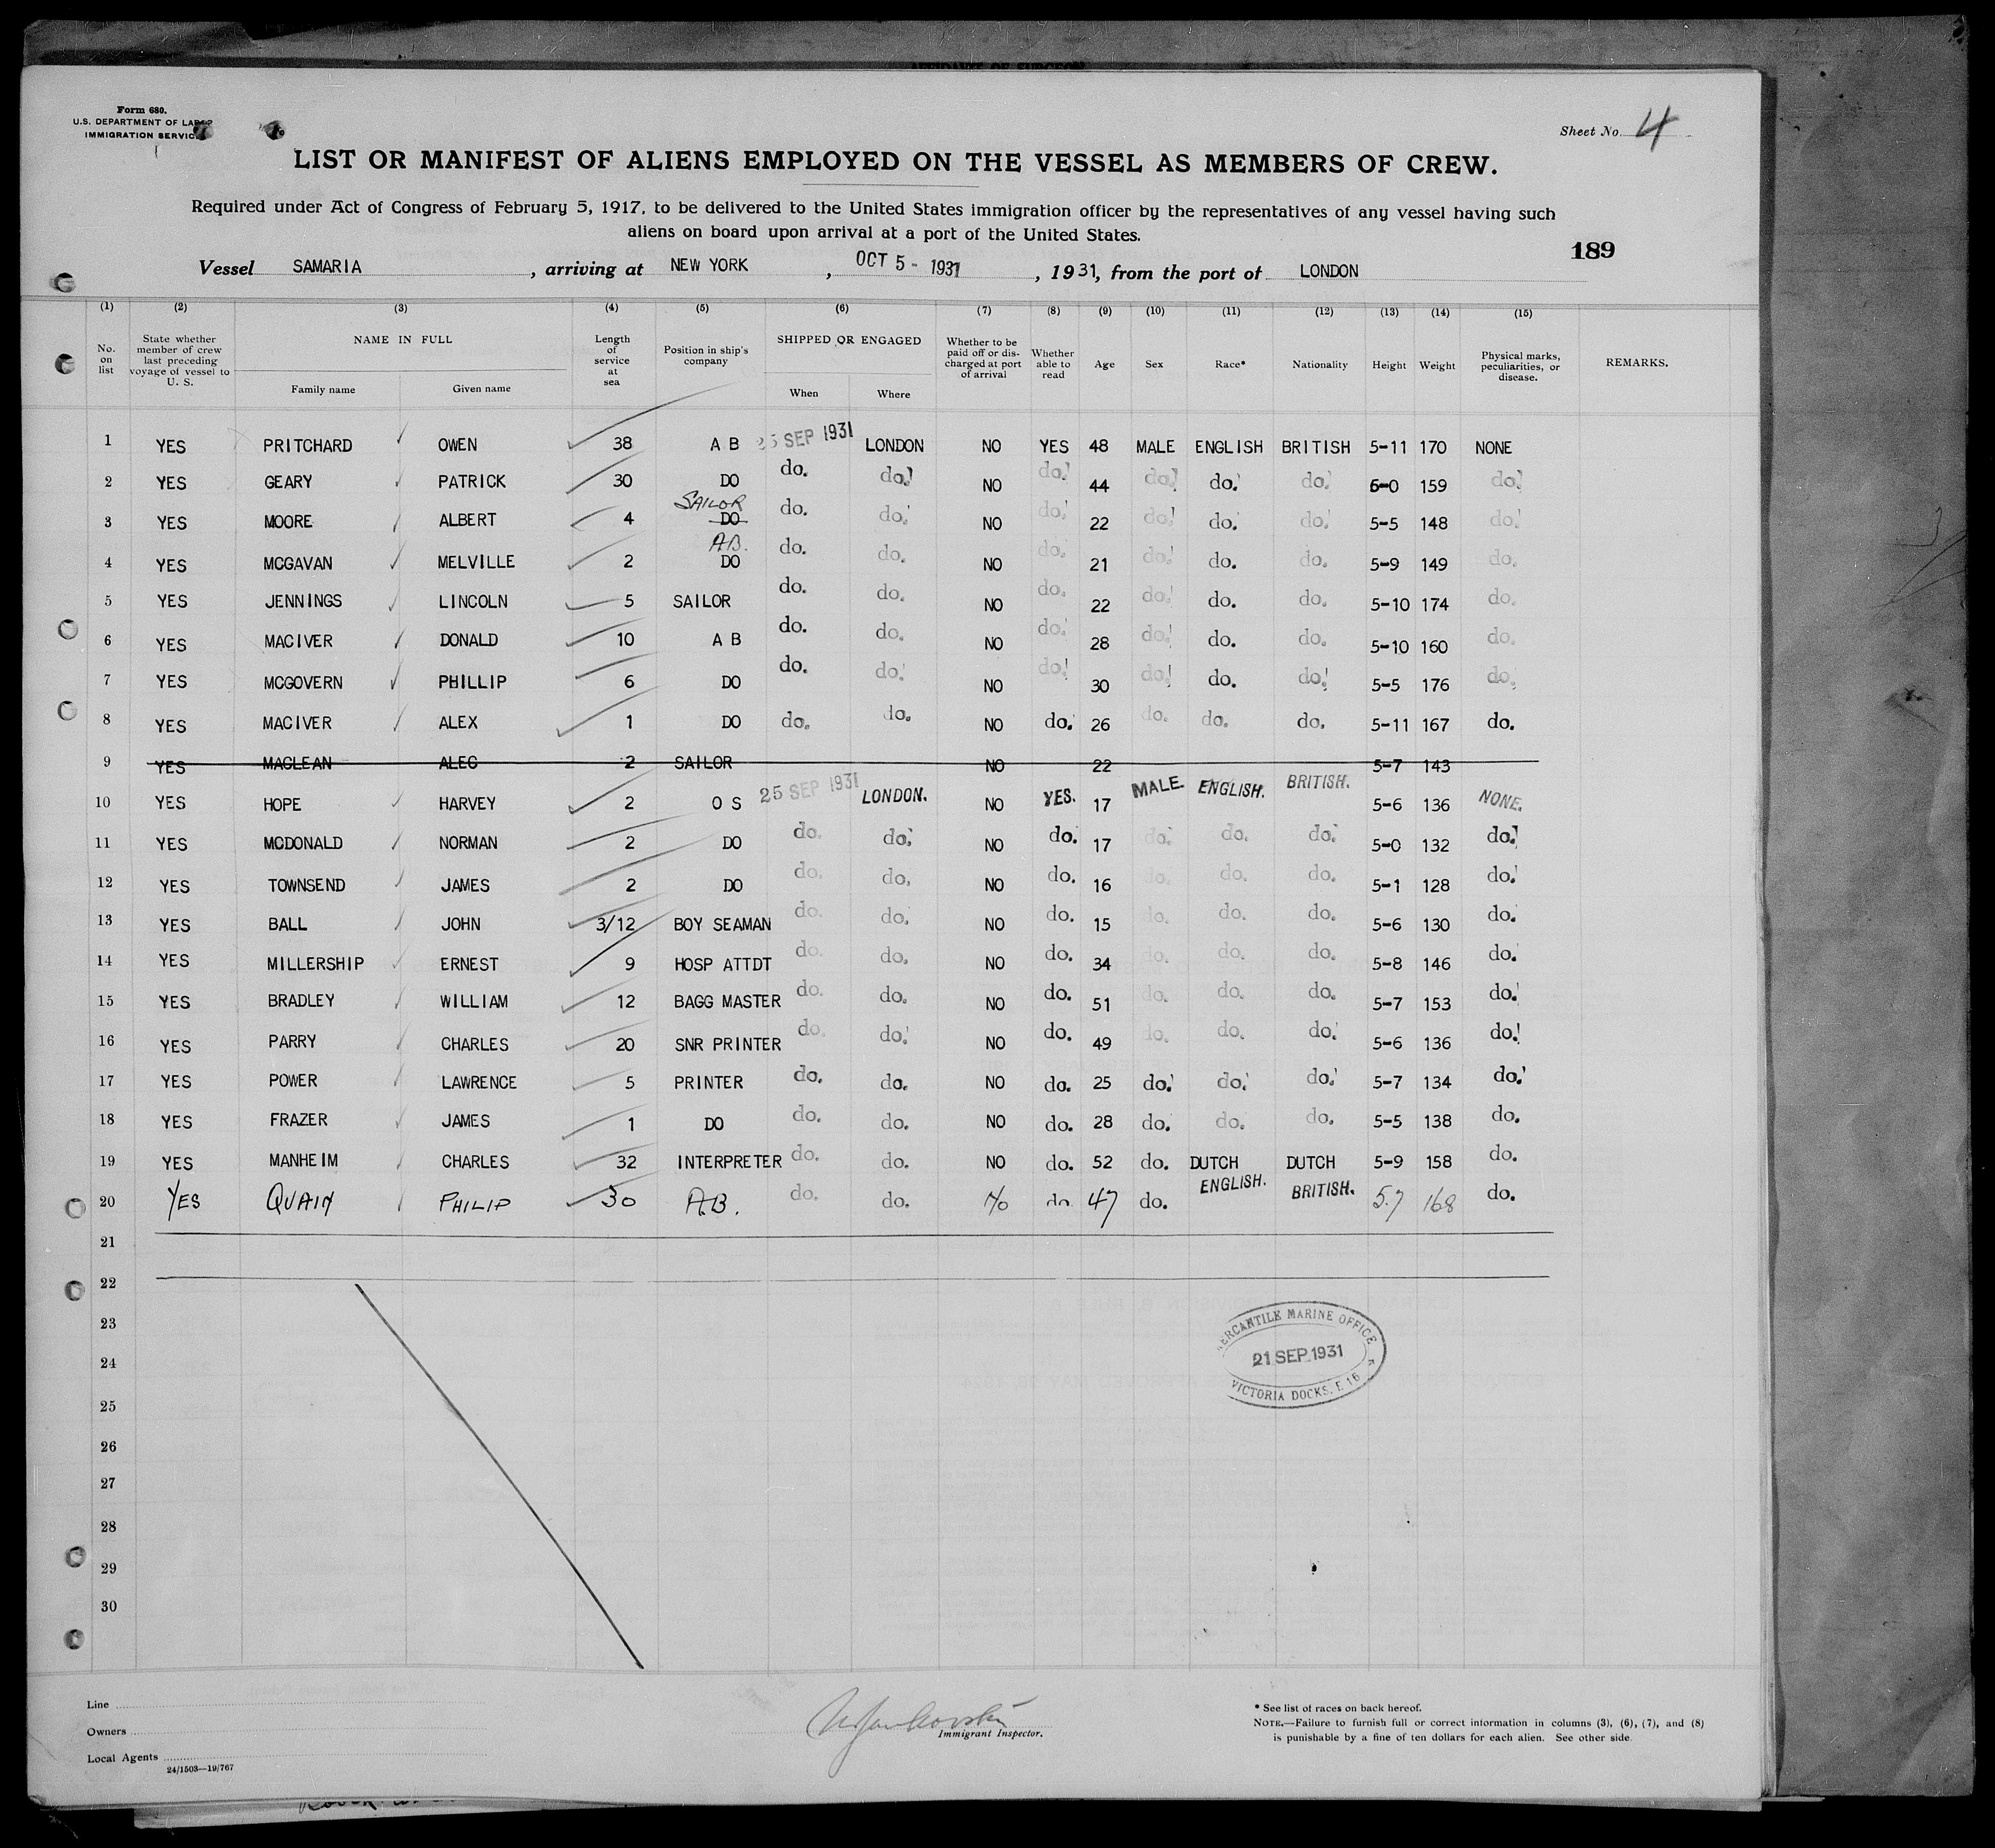 Form 680.
U.S. DEPARTMENT OF LABOR
IMMIGRATION SERVICE
Sheet No. 4
LIST OR MANIFEST OF ALIENS EMPLOYED ON THE VESSEL AS MEMBERS OF CREW.
Required under Act of Congress of February 5, 1917, to be delivered to the United States immigration officer by the representatives of any vessel having such
aliens on board upon arrival at a port of the United States.
189
Vessel SAMARIA, arriving at NEW YORK, OCT 5 - 1931, 1931, from the port of LONDON
(1) (2) (3) (4) (5) (6) (7) (8) (9) (10) (11) (12) (13) (14) (15)
No. on list State whether member of crew last preceding voyage of vessel to U. S. NAME IN FULL Family name Given name Length of service at sea Position in ship's company SHIPPED OR ENGAGED When Where Whether to be paid off or discharged at port of arrival Whether able to read Age Sex Race* Nationality Height Weight Physical marks, peculiarities, or disease. REMARKS.
1 YES PRITCHARD OWEN 38 A B 25 SEP 1931 LONDON NO YES 48 MALE ENGLISH BRITISH 5-11 170 NONE
2 YES GEARY PATRICK 30 DO do. do. NO do. 44 do. do. do. 6-0 159 do.
3 YES MOORE ALBERT 4 DO SAILOR do. do. NO do. 22 do. do. do. 5-5 148 do.
4 YES MCGAVAN MELVILLE 2 A.B. DO do. do. NO do. 21 do. do. do. 5-9 149 do.
5 YES JENNINGS LINCOLN 5 SAILOR do. do. NO do. 22 do. do. do. 5-10 174 do.
6 YES MACIVER DONALD 10 A B do. do. NO do. 28 do. do. do. 5-10 160 do.
7 YES MCGOVERN PHILLIP 6 DO do. do. NO do. 30 do. do. do. 5-5 176 do.
8 YES MACIVER ALEX 1 DO do. do. NO do. 26 do. do. do. 5-11 167 do.
9 YES MACLEAN ALEC 2 SAILOR NO 22 5-7 143
10 YES HOPE HARVEY 2 O S 25 SEP 1931 LONDON. NO YES. 17 MALE. ENGLISH. BRITISH. 5-6 136 NONE.
11 YES MCDONALD NORMAN 2 DO do. do. NO do. 17 do. do. do. 5-0 132 do.
12 YES TOWNSEND JAMES 2 DO do. do. NO do. 16 do. do. do. 5-1 128 do.
13 YES BALL JOHN 3/12 BOY SEAMAN do. do. NO do. 15 do. do. do. 5-6 130 do.
14 YES MILLERSHIP ERNEST 9 HOSP ATTDT do. do. NO do. 34 do. do. do. 5-8 146 do.
15 YES BRADLEY WILLIAM 12 BAGG MASTER do. do. NO do. 51 do. do. do. 5-7 153 do.
16 YES PARRY CHARLES 20 SNR PRINTER do. do. NO do. 49 do. do. do. 5-6 136 do.
17 YES POWER LAWRENCE 5 PRINTER do. do. NO do. 25 do. do. do. 5-7 134 do.
18 YES FRAZER JAMES 1 DO do. do. NO do. 28 do. do. do. 5-5 138 do.
19 YES MANHEIM CHARLES 32 INTERPRETER do. do. NO do. 52 do. DUTCH DUTCH 5-9 158 do.
20 YES QUAIN PHILIP 30 A.B. do. do. No do. 47 do. ENGLISH. BRITISH. 5.7 168 do.
21
22
23
24
25
26
27
28
29
30
MERCANTILE MARINE OFFICE
21 SEP 1931
VICTORIA DOCKS. E 16
Line
Owners
Local Agents
24/1503—19/767
Immigrant Inspector.
* See list of races on back hereof.
NOTE.—Failure to furnish full or correct information in columns (3), (6), (7), and (8)
is punishable by a fine of ten dollars for each alien. See other side.